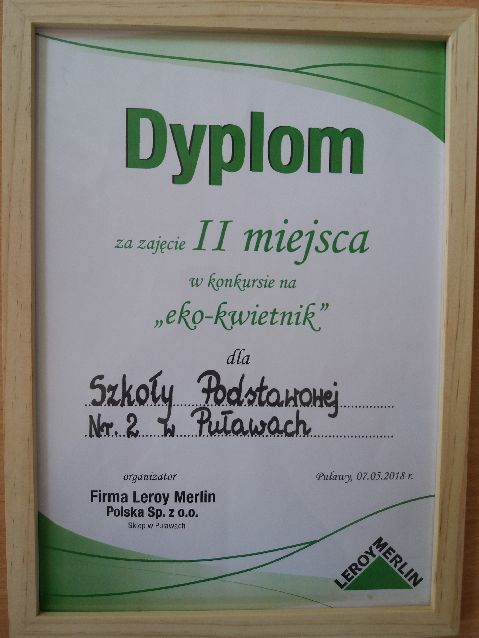 Dyplom
za zajęcie II miejsca
w konkursie na
„eko-kwietnik”
dla
Szkoły Podstawowej
Nr. 2 w Puławach
organizator
Puławy, 07.05.2018 r.
Firma Leroy Merlin
Polska Sp. z o.o.
Sklep w Puławach
LEROY MERLIN